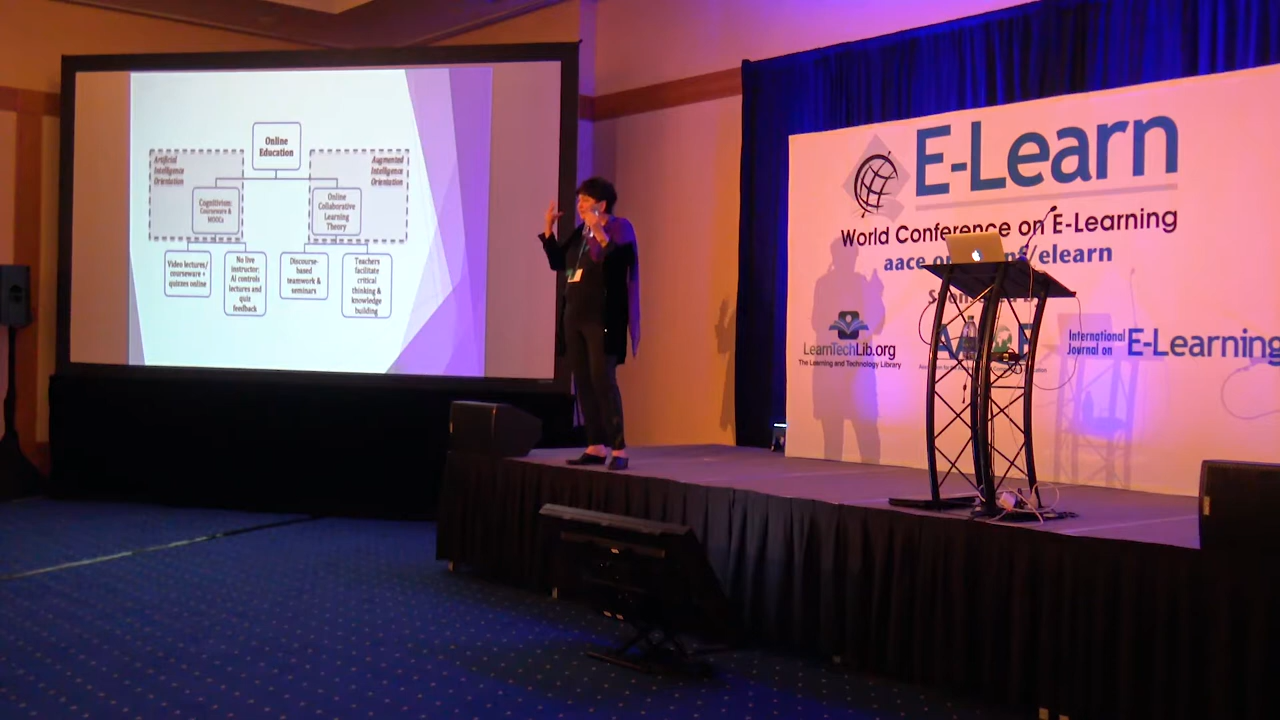 Online
Education
Artificial
Intelligence
Orientation
Augmented
Intelligence
Orientation
Cognitivism:
Courseware &
MOOCs
Online
Collaborative
Learning
Theory
Video lectures/
courseware +
quizzes online
No live
instructor;
AI controls
lectures and
quiz
feedback
Discourse-
based
teamwork &
seminars
Teachers
facilitate
critical
thinking &
knowledge
building
E-Learn
World Conference on E-Learning
aace /elearn
LearnTechLib.org
The Learning and Technology Library
International
Journal on
E-Learning